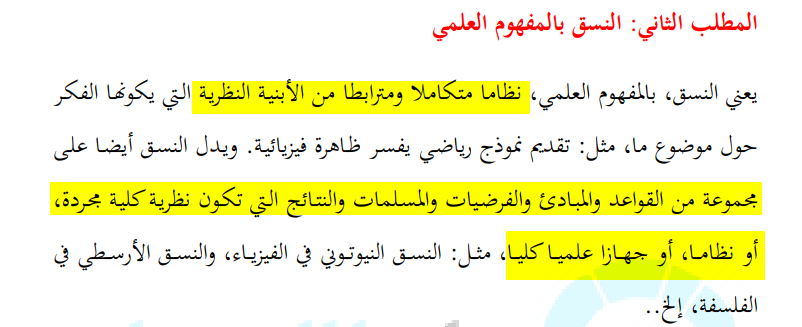 المطلب الثاني: النسق بالمفهوم العلمي
يعني النسق، بالمفهوم العلمي، نظاما متكاملا ومترابطا من الأبنية النظرية التي يكونها الفكر
حول موضوع ما، مثل: تقديم نموذج رياضي يفسر ظاهرة فيزيائية. ويدل النسق أيضا على
مجموعة من القواعد والمبادئ والفرضيات والمسلمات والنتائج التي تكون نظرية كلية مجردة،
أو نظاما، أو جهازا علميا كليا، مثل: النسق النيوتوني في الفيزياء، والنسق الأرسطي في
الفلسفة، إلخ..